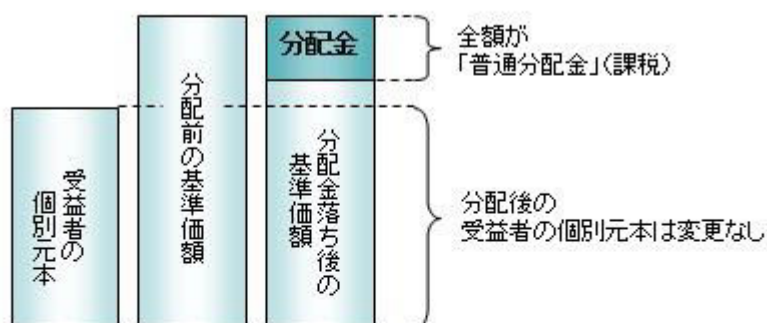 受益者の
個別元本
分配前の基準価額
分配金
分配金落ち後の
基準価額
全額が
「普通分配金」(課税)
分配後の
受益者の個別元本は変更なし